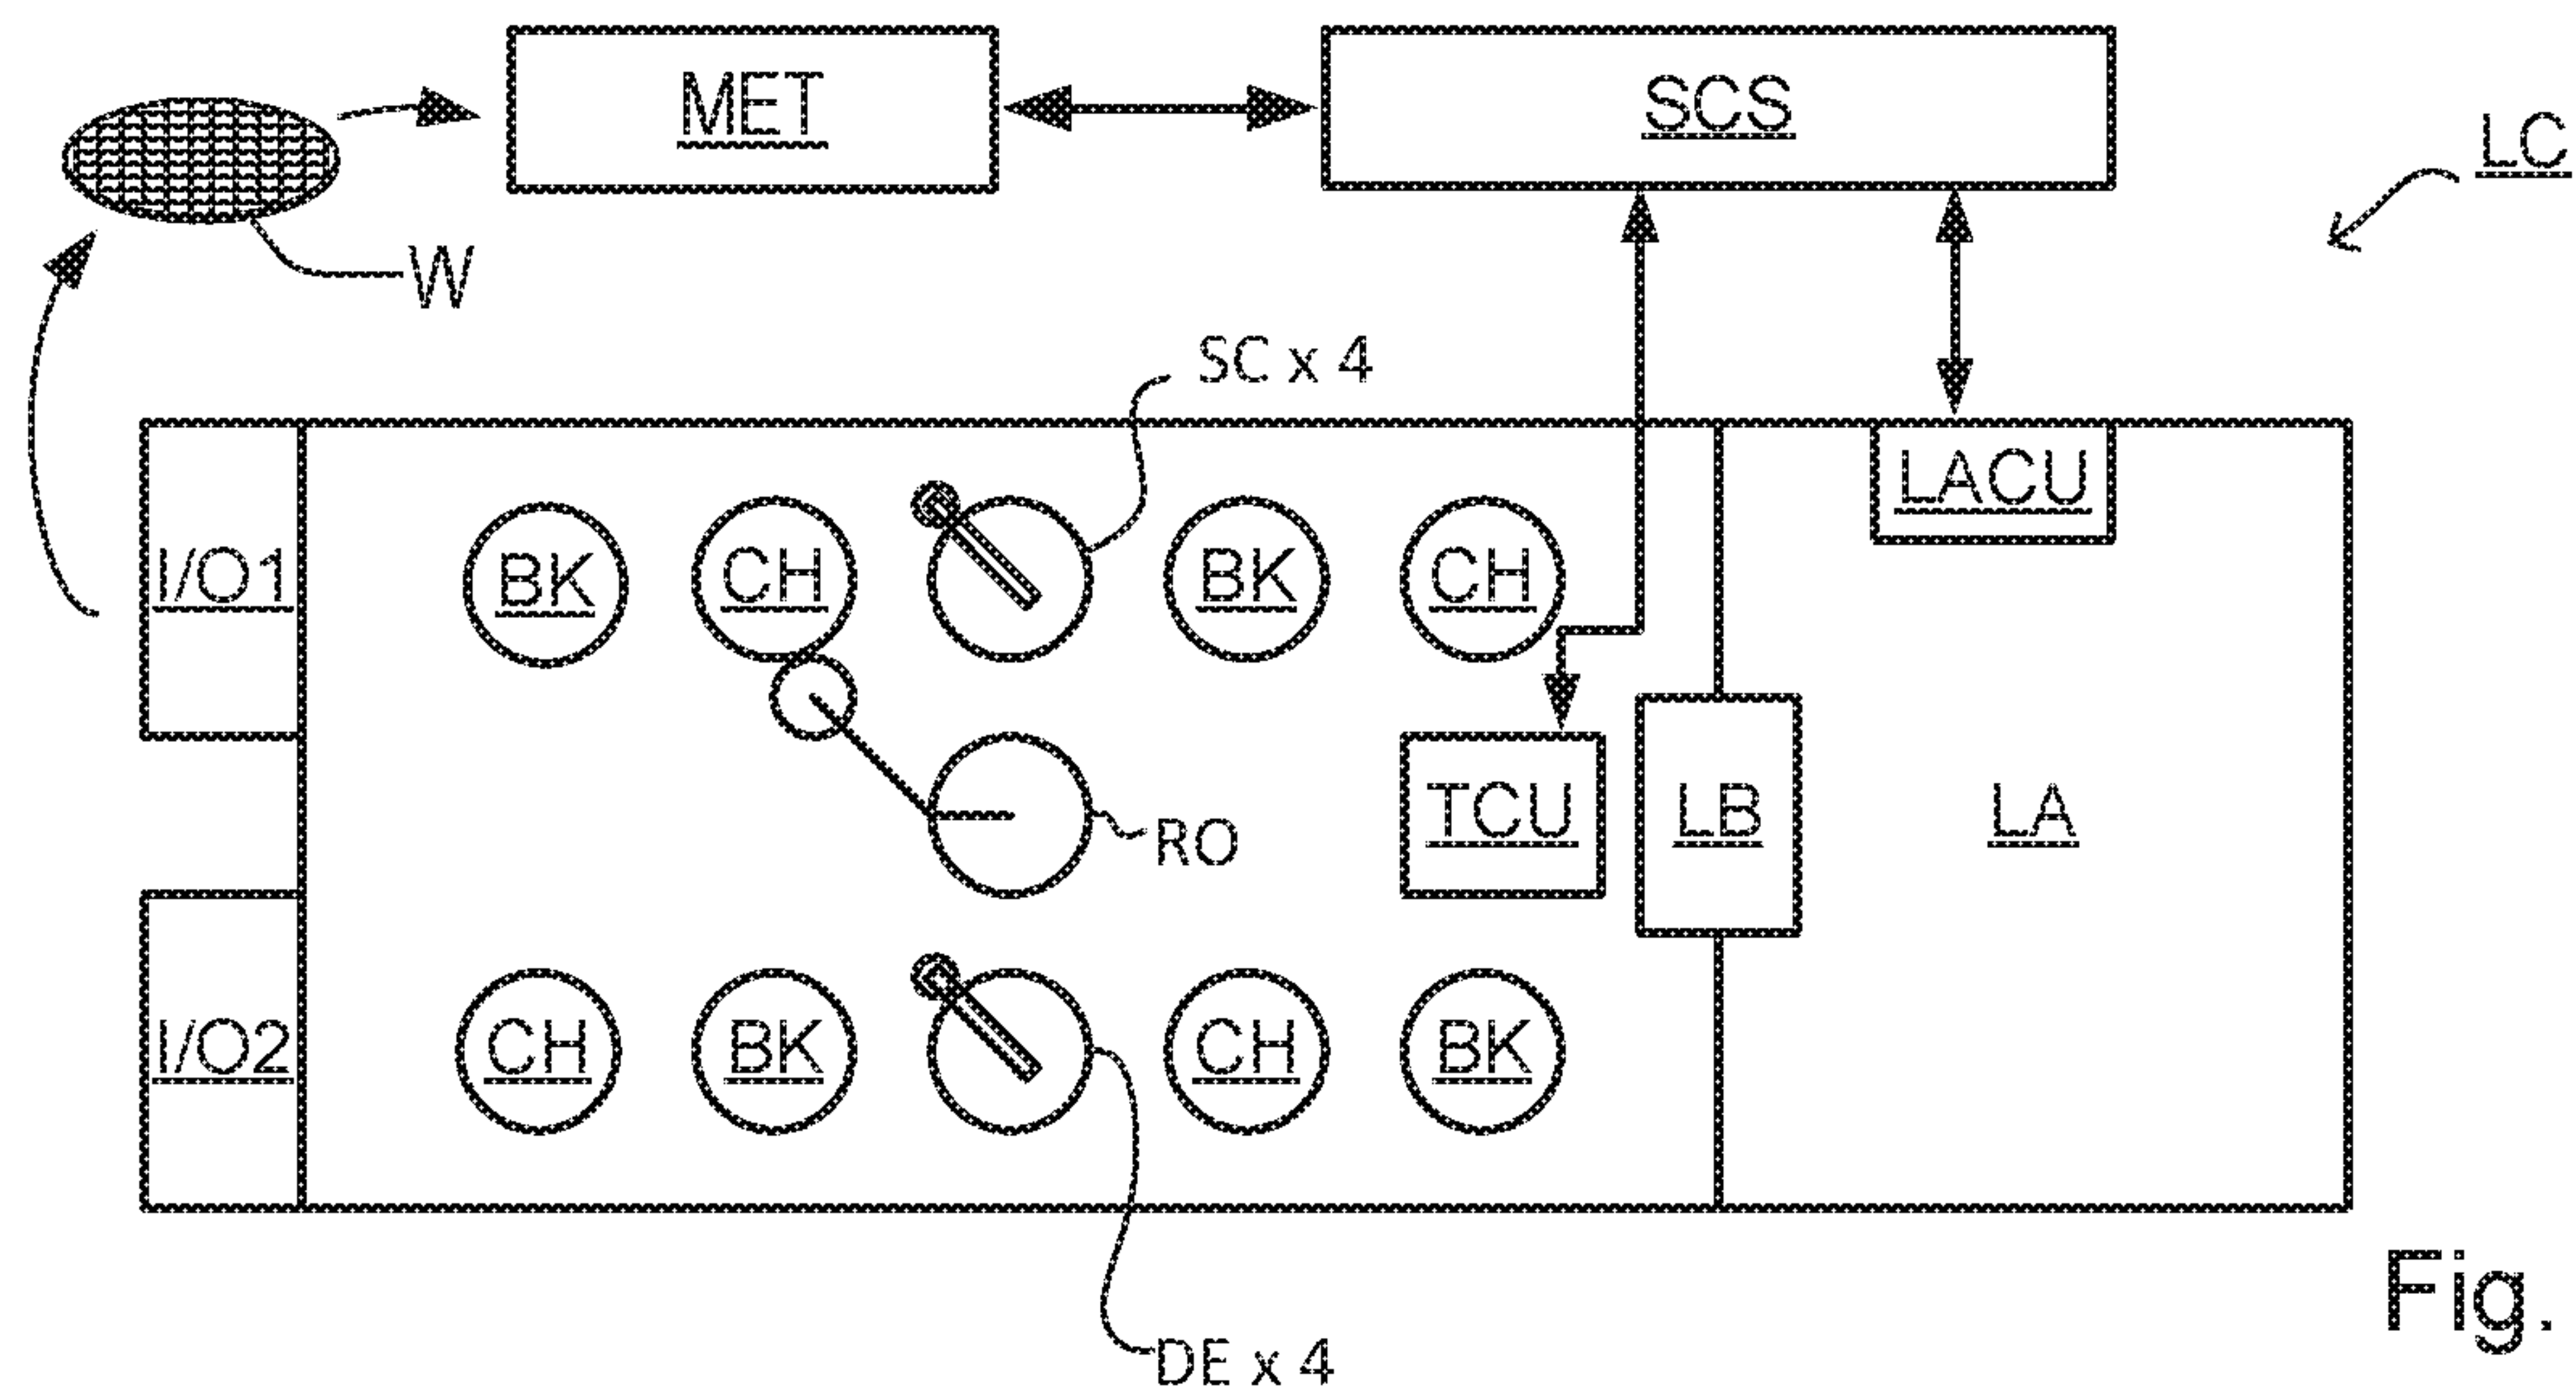 MET
SCS
LC
W
SC x 4
LACU
I/O1
BK
CH
BK
CH
RO
TCU
LB
LA
I/O2
CH
BK
CH
BK
DE x 4
Fig.